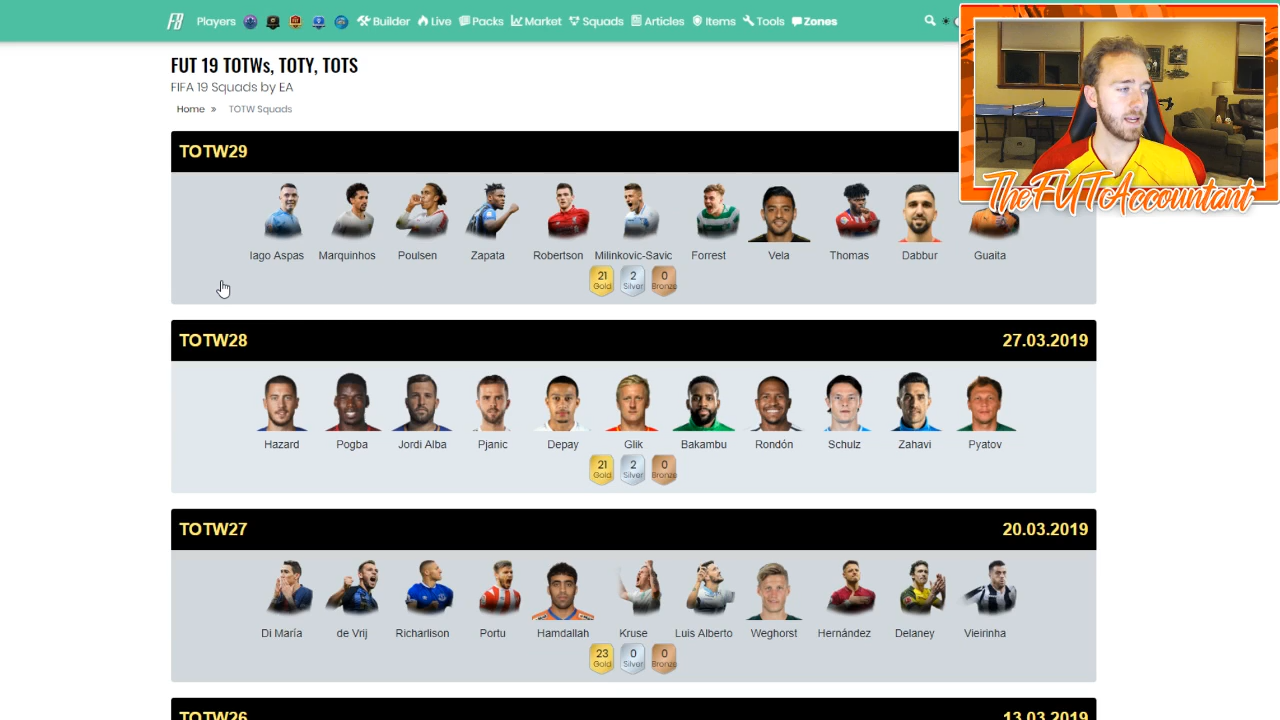 FB Players Builder Live Packs Market Squads Articles Items Tools Zones
FUT 19 TOTWs, TOTY, TOTS
FIFA 19 Squads by EA
Home » TOTW Squads
TheFUTAccountant
TOTW29
Iago Aspas Marquinhos Poulsen Zapata Robertson Milinkovic-Savic Forrest Vela Thomas Dabbur Guaita
21 2 0
Gold Silver Bronze
TOTW28 27.03.2019
Hazard Pogba Jordi Alba Pjanic Depay Glik Bakambu Rondón Schulz Zahavi Pyatov
21 2 0
Gold Silver Bronze
TOTW27 20.03.2019
Di María de Vrij Richarlison Portu Hamdallah Kruse Luis Alberto Weghorst Hernández Delaney Vieirinha
23 0 0
Gold Silver Bronze
TOTW26 13.03.2019